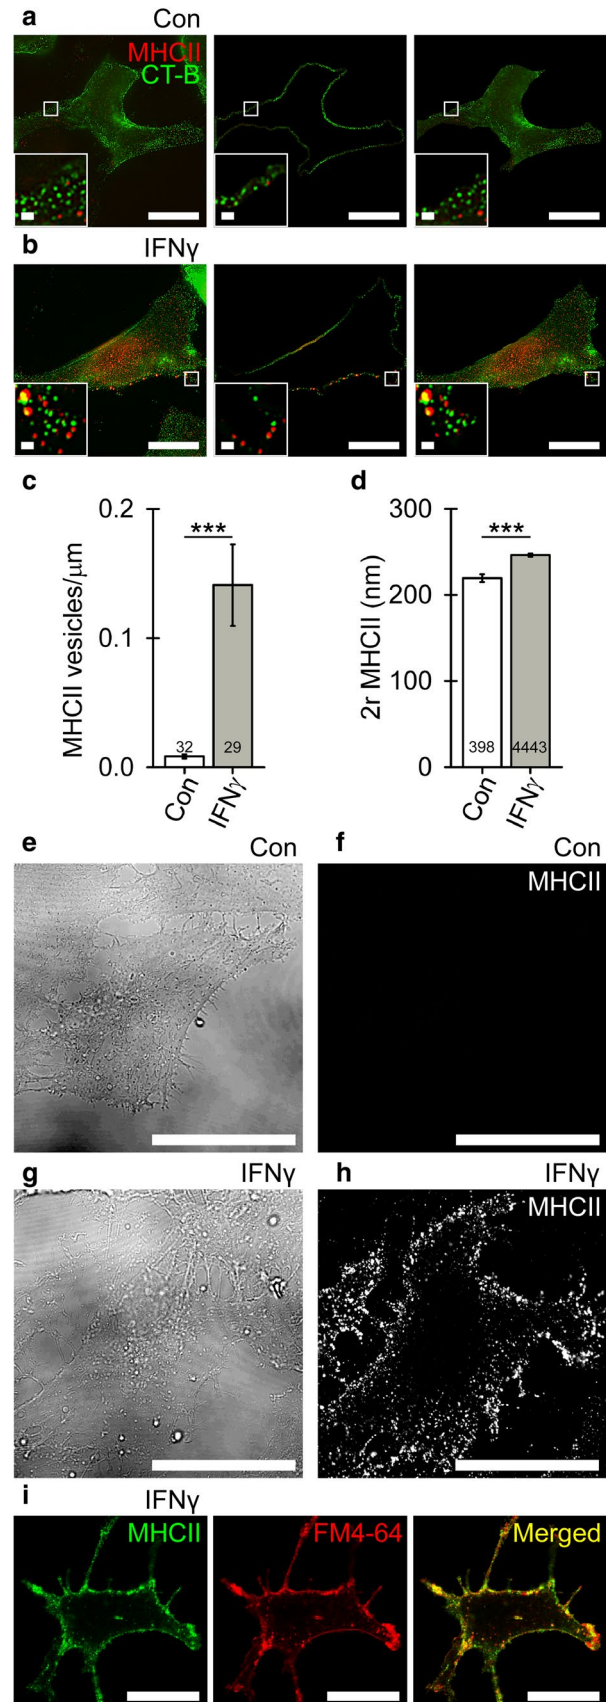 a Con
MHCII
CT-B
b IFNγ
c
0.2
0.1
0.0
MHCII vesicles/μm
***
32
29
Con
IFNγ
d
300
200
100
0
2r MHCII (nm)
***
398
4443
Con
IFNγ
e Con
f Con
MHCII
g IFNγ
h IFNγ
MHCII
i IFNγ
MHCII
FM4-64
Merged